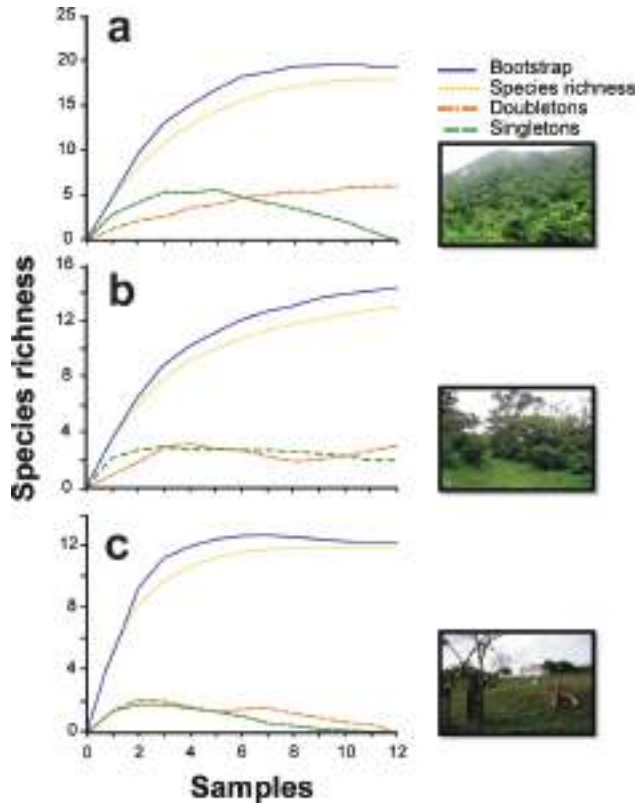 a
25
20
15
10
5
0
Bootstrap
Species richness
Doubletons
Singletons
Species richness
b
16
12
8
4
0
c
12
8
4
0
0 2 4 6 8 10 12
Samples